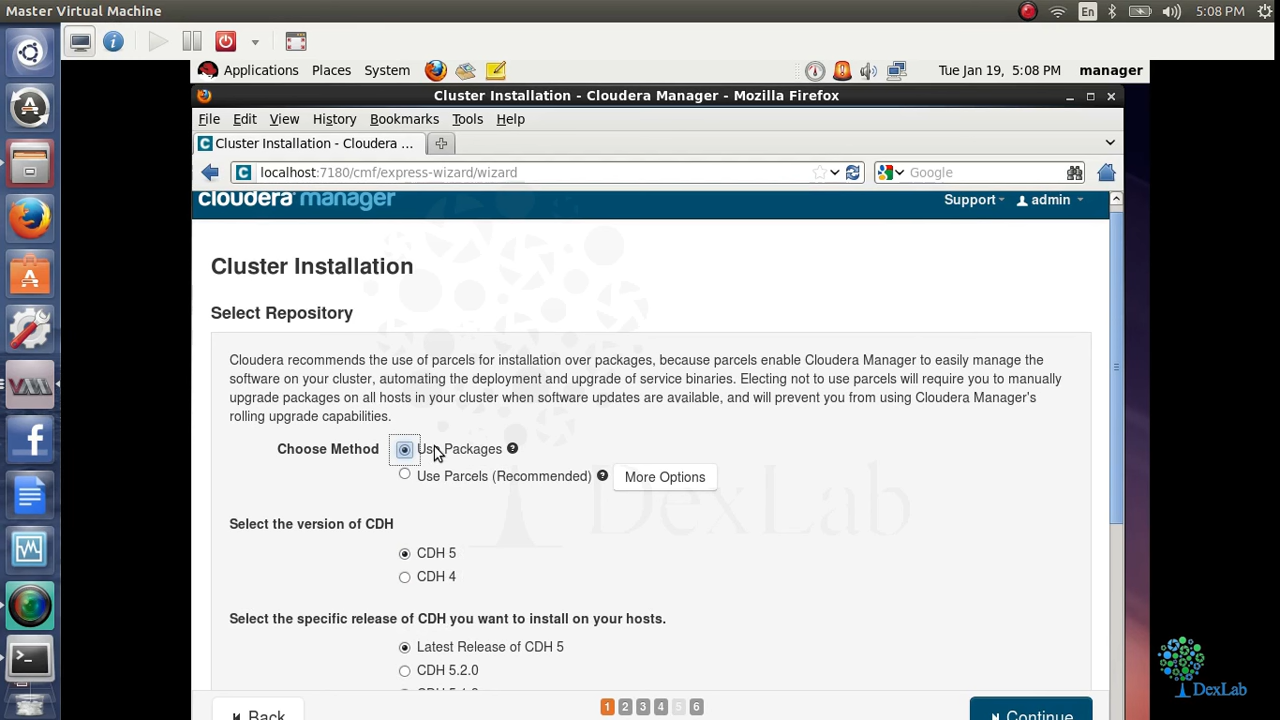 Master Virtual Machine
En
5:08 PM
Applications Places System
Tue Jan 19, 5:08 PM manager
Cluster Installation - Cloudera Manager - Mozilla Firefox
File Edit View History Bookmarks Tools Help
Cluster Installation - Cloudera ...
localhost:7180/cmf/express-wizard/wizard
Google
cloudera manager
Support admin
Cluster Installation
Select Repository
Cloudera recommends the use of parcels for installation over packages, because parcels enable Cloudera Manager to easily manage the
software on your cluster, automating the deployment and upgrade of service binaries. Electing not to use parcels will require you to manually
upgrade packages on all hosts in your cluster when software updates are available, and will prevent you from using Cloudera Manager's
rolling upgrade capabilities.
Choose Method Use Packages
Use Parcels (Recommended) More Options
DexLab
Select the version of CDH
CDH 5
CDH 4
Select the specific release of CDH you want to install on your hosts.
Latest Release of CDH 5
CDH 5.2.0
Back
1 2 3 4 5 6
Continue
DexLab